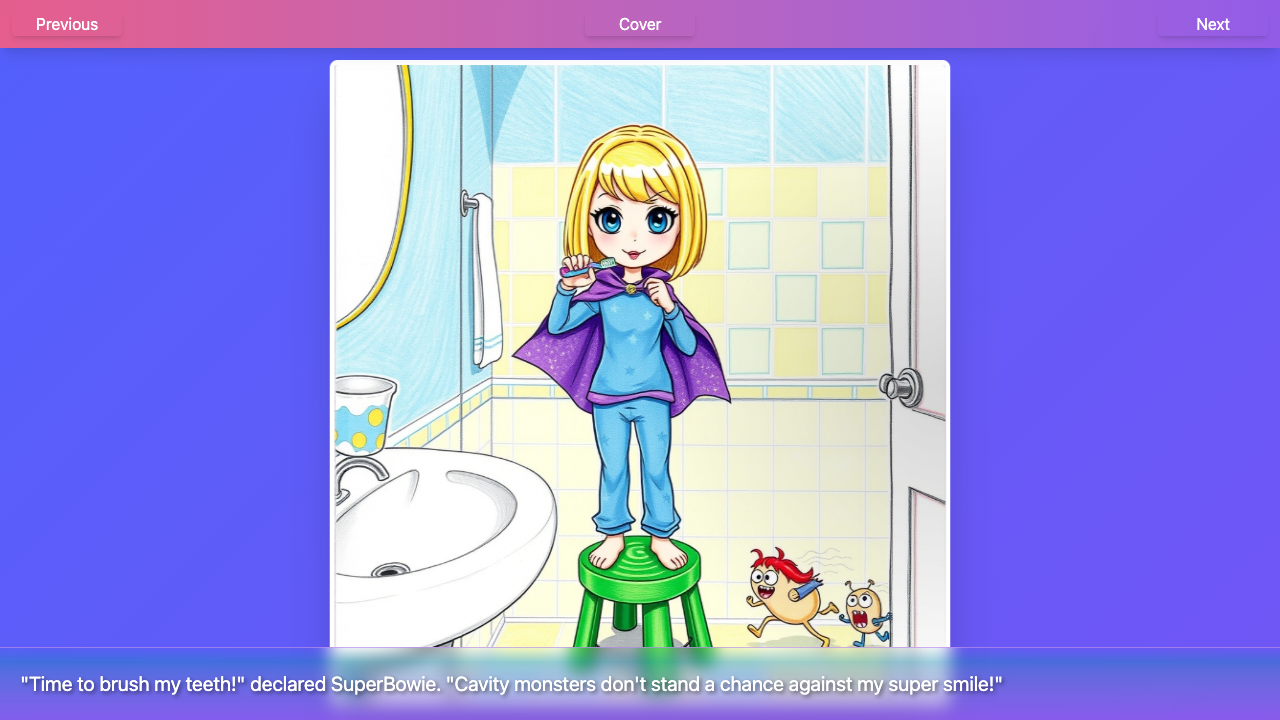 Previous
Cover
Next
"Time to brush my teeth!" declared SuperBowie. "Cavity monsters don't stand a chance against my super smile!"